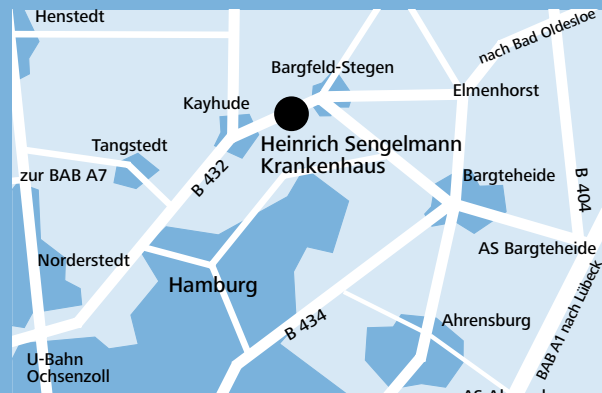 Henstedt
nach Bad Oldesloe
Bargfeld-Stegen
Elmenhorst
Kayhude
Heinrich Sengelmann
Krankenhaus
Tangstedt
zur BAB A7
B 432
Bargteheide
B 404
AS Bargteheide
Norderstedt
Hamburg
B 434
Ahrensburg
BAB A1 nach Lübeck
U-Bahn
Ochsenzoll